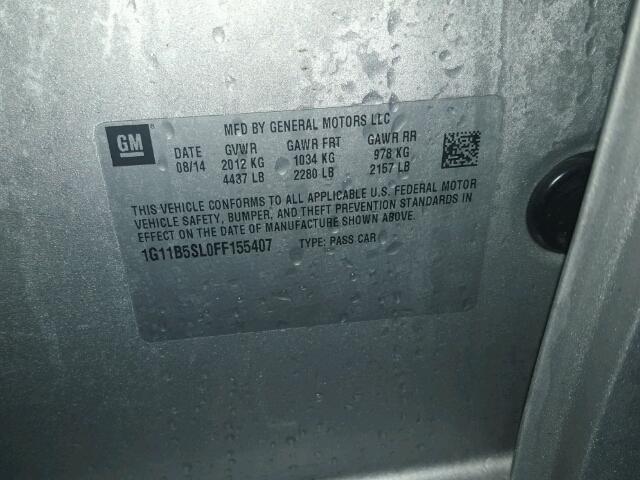 MFD BY GENERAL MOTORS LLC
GM DATE GVWR GAWR FRT GAWR RR
08/14 2012 KG 1034 KG 978 KG
4437 LB 2280 LB 2157 LB
THIS VEHICLE CONFORMS TO ALL APPLICABLE U.S. FEDERAL MOTOR
VEHICLE SAFETY, BUMPER, AND THEFT PREVENTION STANDARDS IN
EFFECT ON THE DATE OF MANUFACTURE SHOWN ABOVE.
1G11B5SL0FF155407 TYPE: PASS CAR